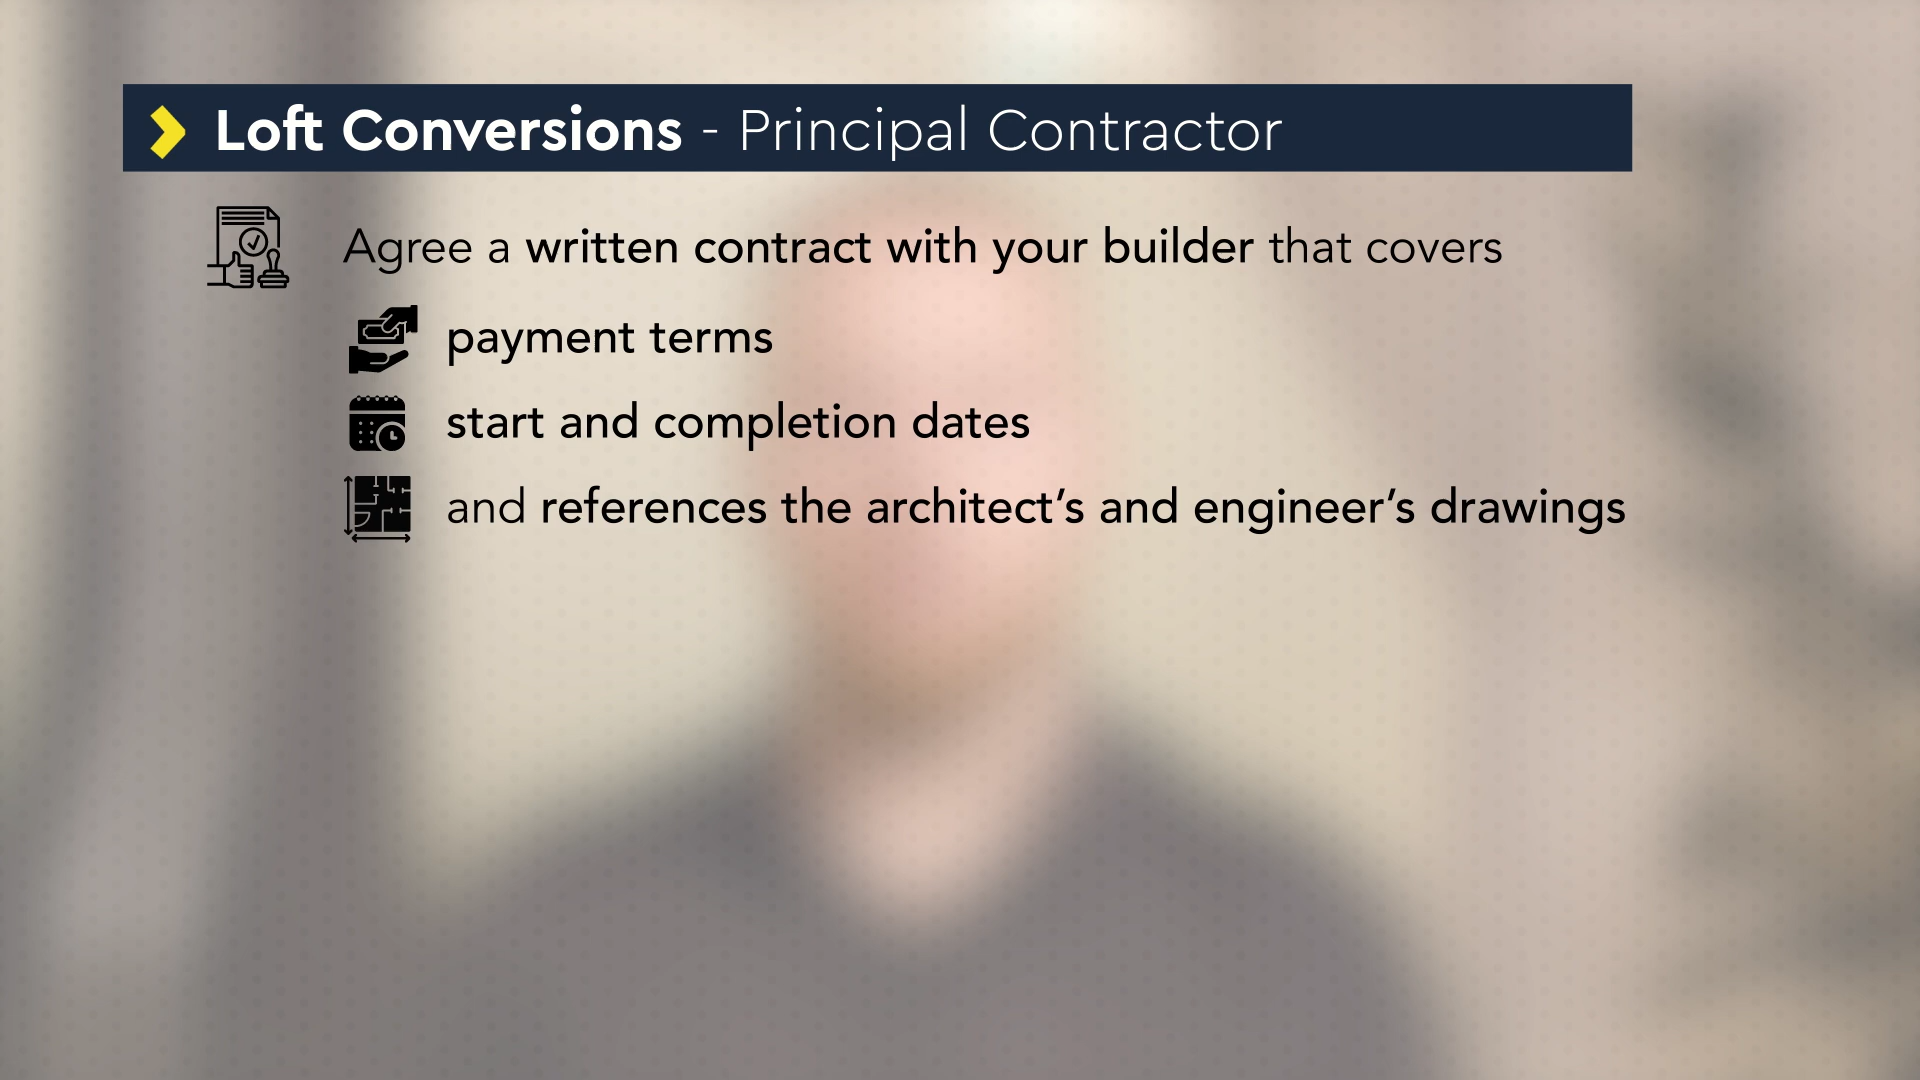 Loft Conversions - Principal Contractor
Agree a written contract with your builder that covers
payment terms
start and completion dates
and references the architect’s and engineer’s drawings